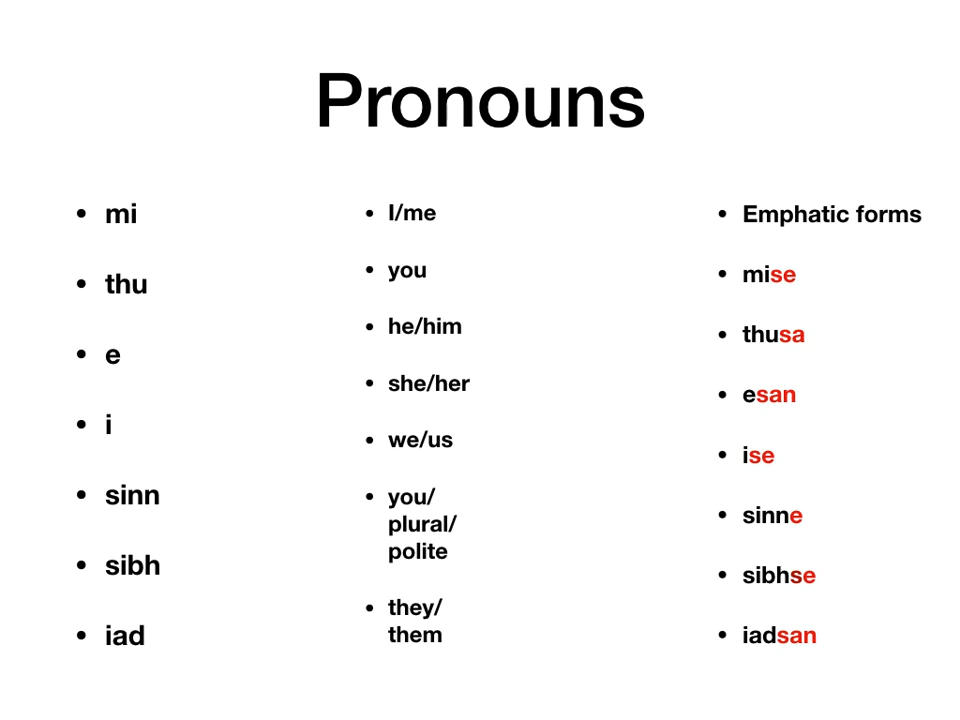 Pronouns
• mi
• thu
• e
• i
• sinn
• sibh
• iad
• I/me
• you
• he/him
• she/her
• we/us
• you/
plural/
polite
• they/
them
• Emphatic forms
• mise
• thusa
• esan
• ise
• sinne
• sibhse
• iadsan